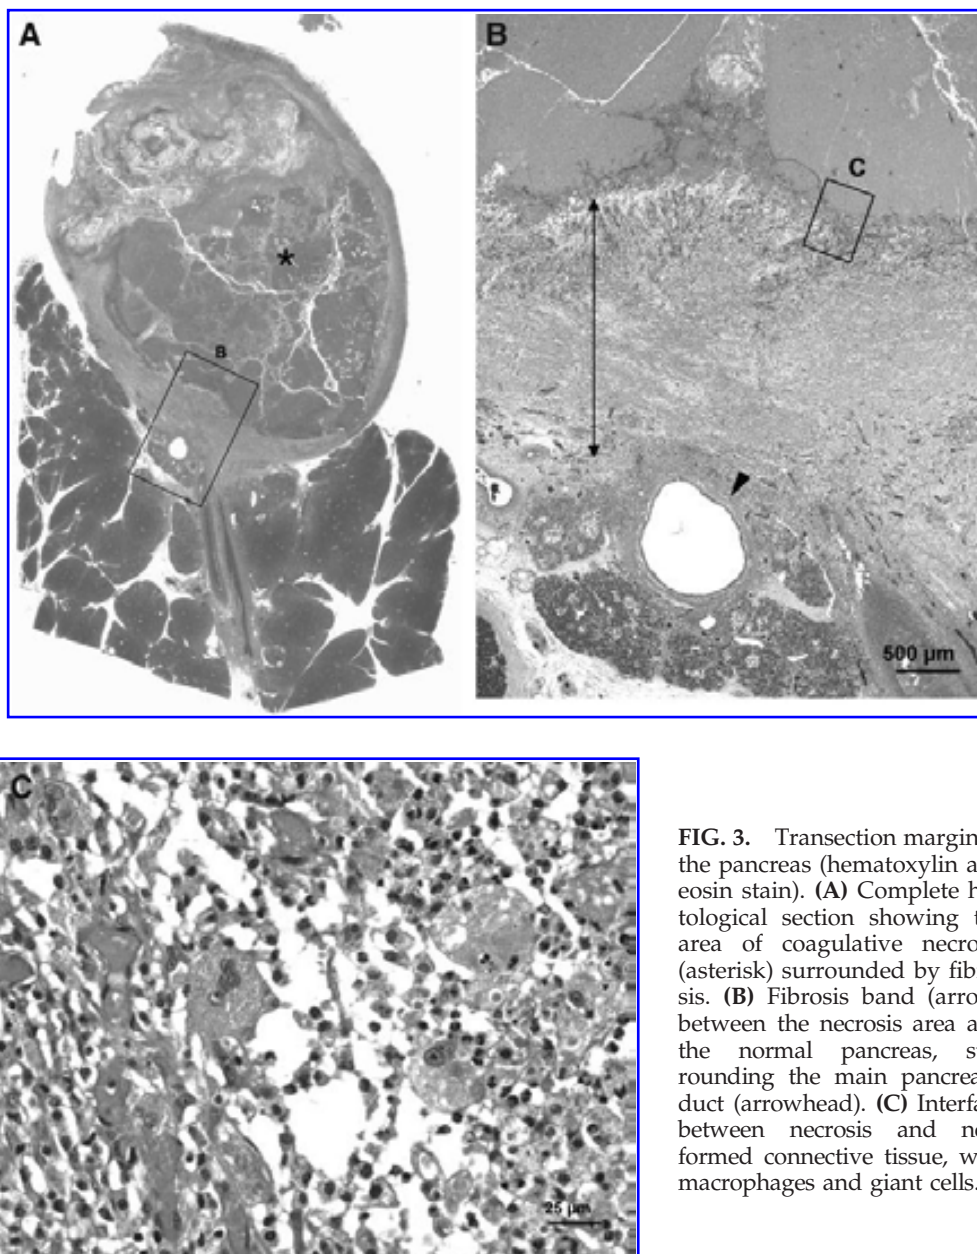 A
B
C
B
500 µm
C
25 µm
FIG. 3. Transection margin
the pancreas (hematoxylin a
eosin stain). (A) Complete h
tological section showing t
area of coagulative necro
(asterisk) surrounded by fib
sis. (B) Fibrosis band (arro
between the necrosis area a
the normal pancreas, s
rounding the main pancrea
duct (arrowhead). (C) Interfa
between necrosis and ne
formed connective tissue, w
macrophages and giant cells.